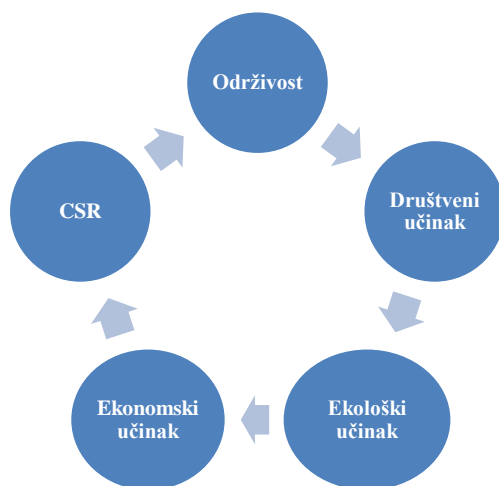 Održivost
Društveni
učinak
Ekološki
učinak
Ekonomski
učinak
CSR